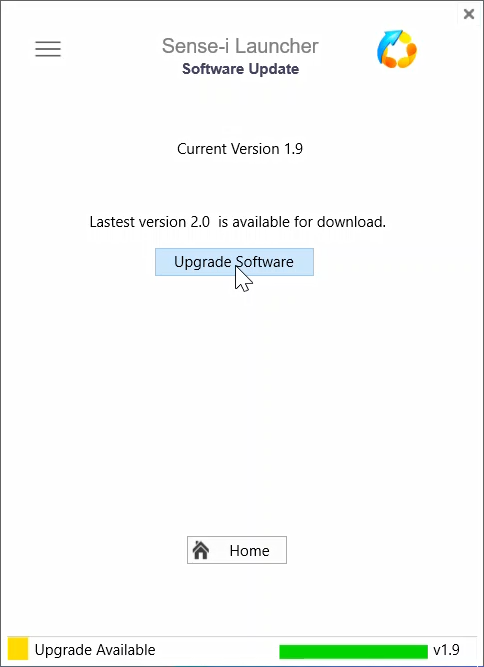 Sense-i Launcher
Software Update
Current Version 1.9
Lastest version 2.0  is available for download.
Upgrade Software
Home
Upgrade Available
v1.9